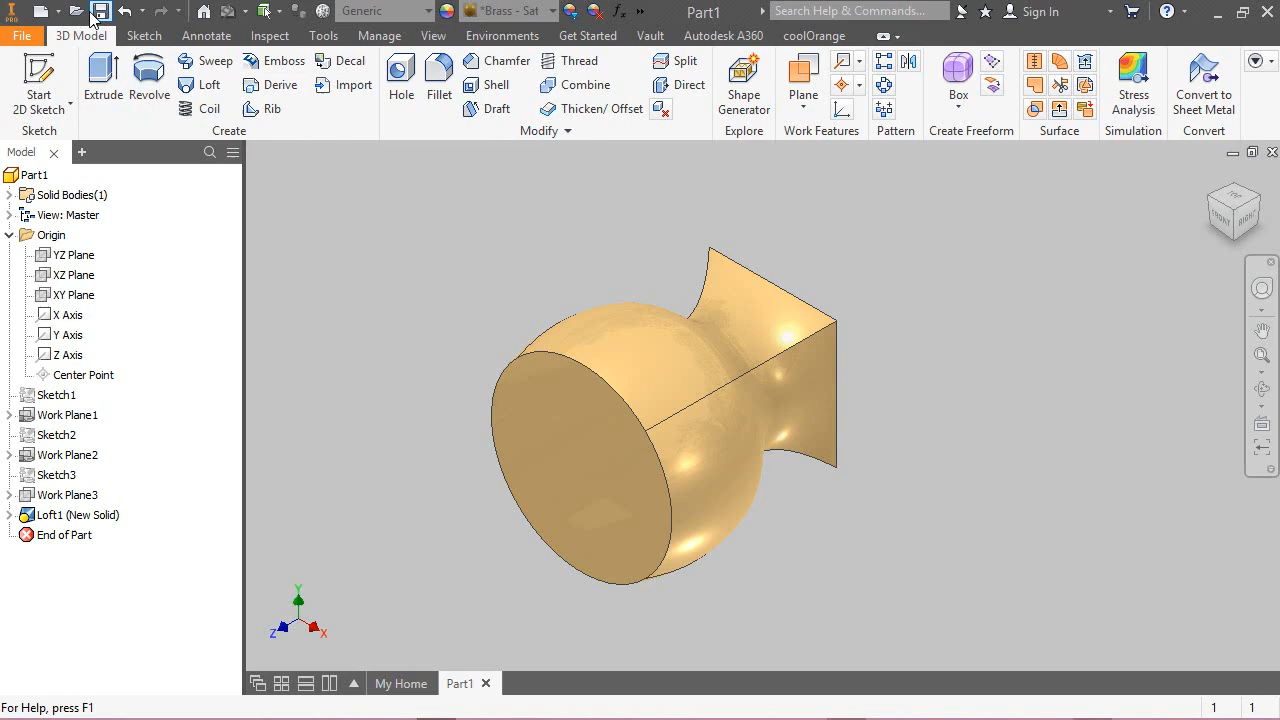 PRO Generic *Brass - Sat Part1 Search Help & Commands... Sign In
File 3D Model Sketch Annotate Inspect Tools Manage View Environments Get Started Vault Autodesk A360 coolOrange
Sweep Emboss Decal Chamfer Thread Split
Loft Derive Import Shell Combine Direct
Start 2D Sketch Extrude Revolve Hole Fillet Shape Generator Plane Box Stress Analysis Convert to Sheet Metal
Coil Rib Draft Thicken/ Offset
Sketch Create Modify Explore Work Features Pattern Create Freeform Surface Simulation Convert
Model
Part1
Solid Bodies(1)
View: Master
Origin
YZ Plane
XZ Plane
XY Plane
X Axis
Y Axis
Z Axis
Center Point
Sketch1
Work Plane1
Sketch2
Work Plane2
Sketch3
Work Plane3
Loft1 (New Solid)
End of Part
TOP
FRONT RIGHT
Y
Z X
My Home Part1
For Help, press F1 1 1